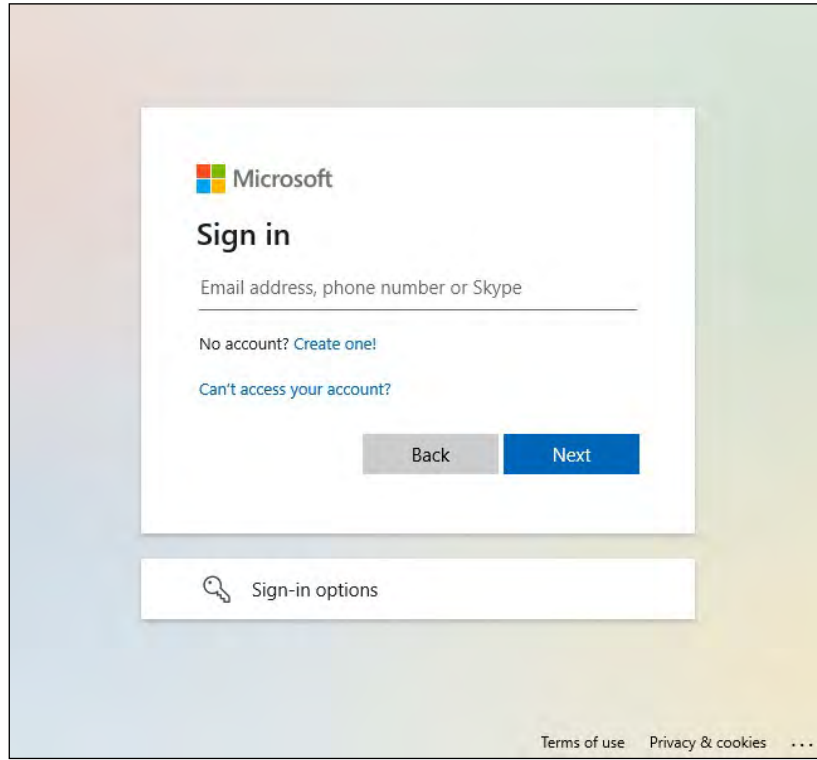 Microsoft
Sign in
Email address, phone number or Skype
No account? Create one!
Can't access your account?
Back Next
Sign-in options
Terms of use Privacy & cookies ...